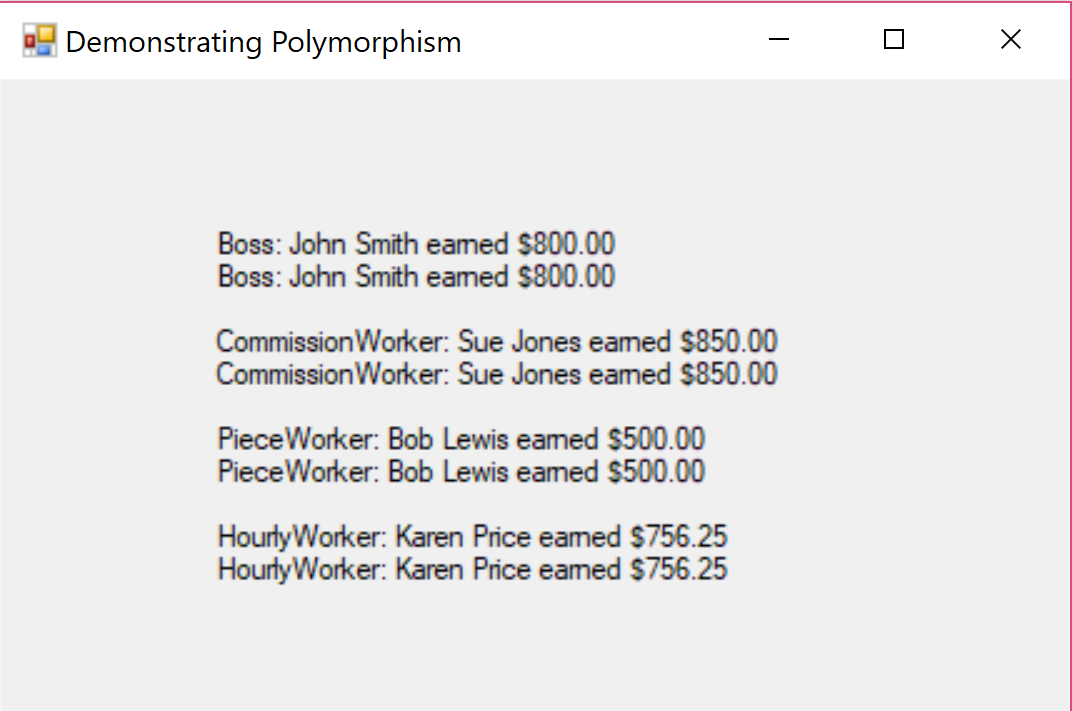 Demonstrating Polymorphism
Boss: John Smith earned $800.00
Boss: John Smith earned $800.00
CommissionWorker: Sue Jones earned $850.00
CommissionWorker: Sue Jones earned $850.00
PieceWorker: Bob Lewis earned $500.00
PieceWorker: Bob Lewis earned $500.00
HourlyWorker: Karen Price earned $756.25
HourlyWorker: Karen Price earned $756.25